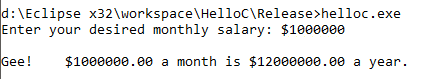 d:\Eclipse x32\workspace\HelloC\Release>helloc.exe
Enter your desired monthly salary: $1000000
Gee!    $1000000.00 a month is $12000000.00 a year.